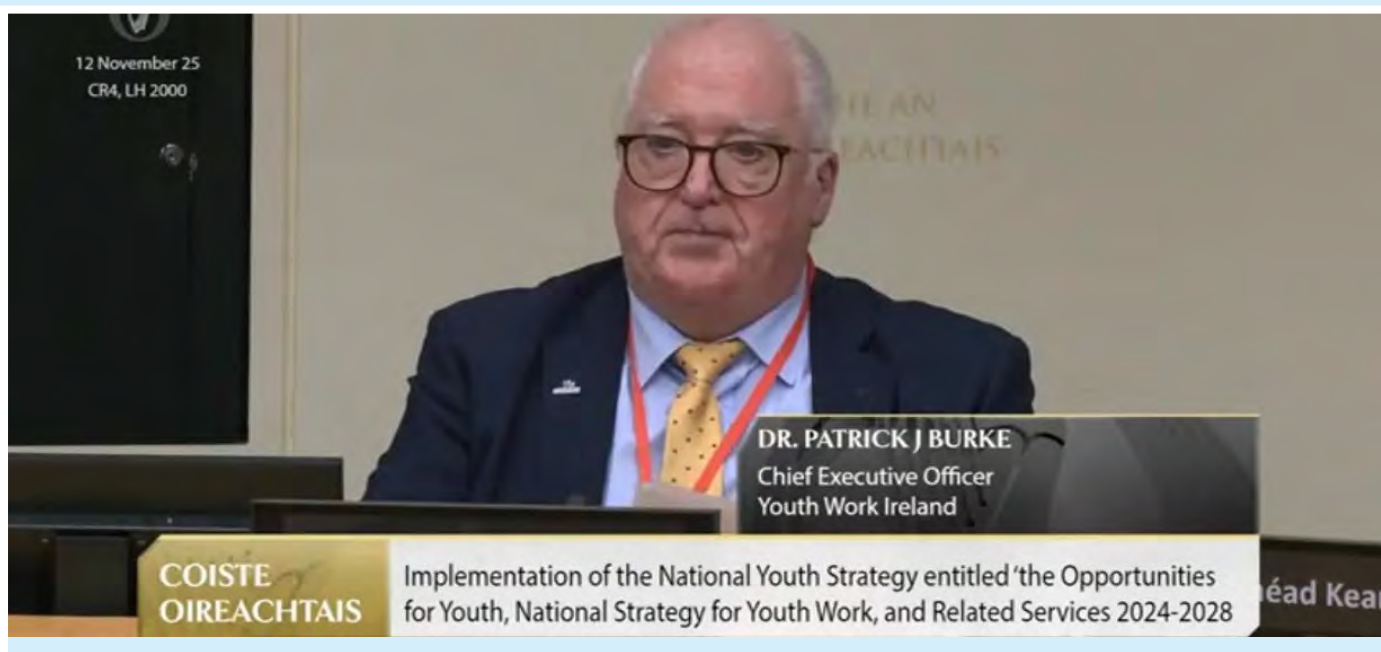 12 November 25
CR4, LH 2000
DR. PATRICK J BURKE
Chief Executive Officer
Youth Work Ireland
COISTE
OIREACHTAIS
Implementation of the National Youth Strategy entitled ‘the Opportunities
for Youth, National Strategy for Youth Work, and Related Services 2024-2028